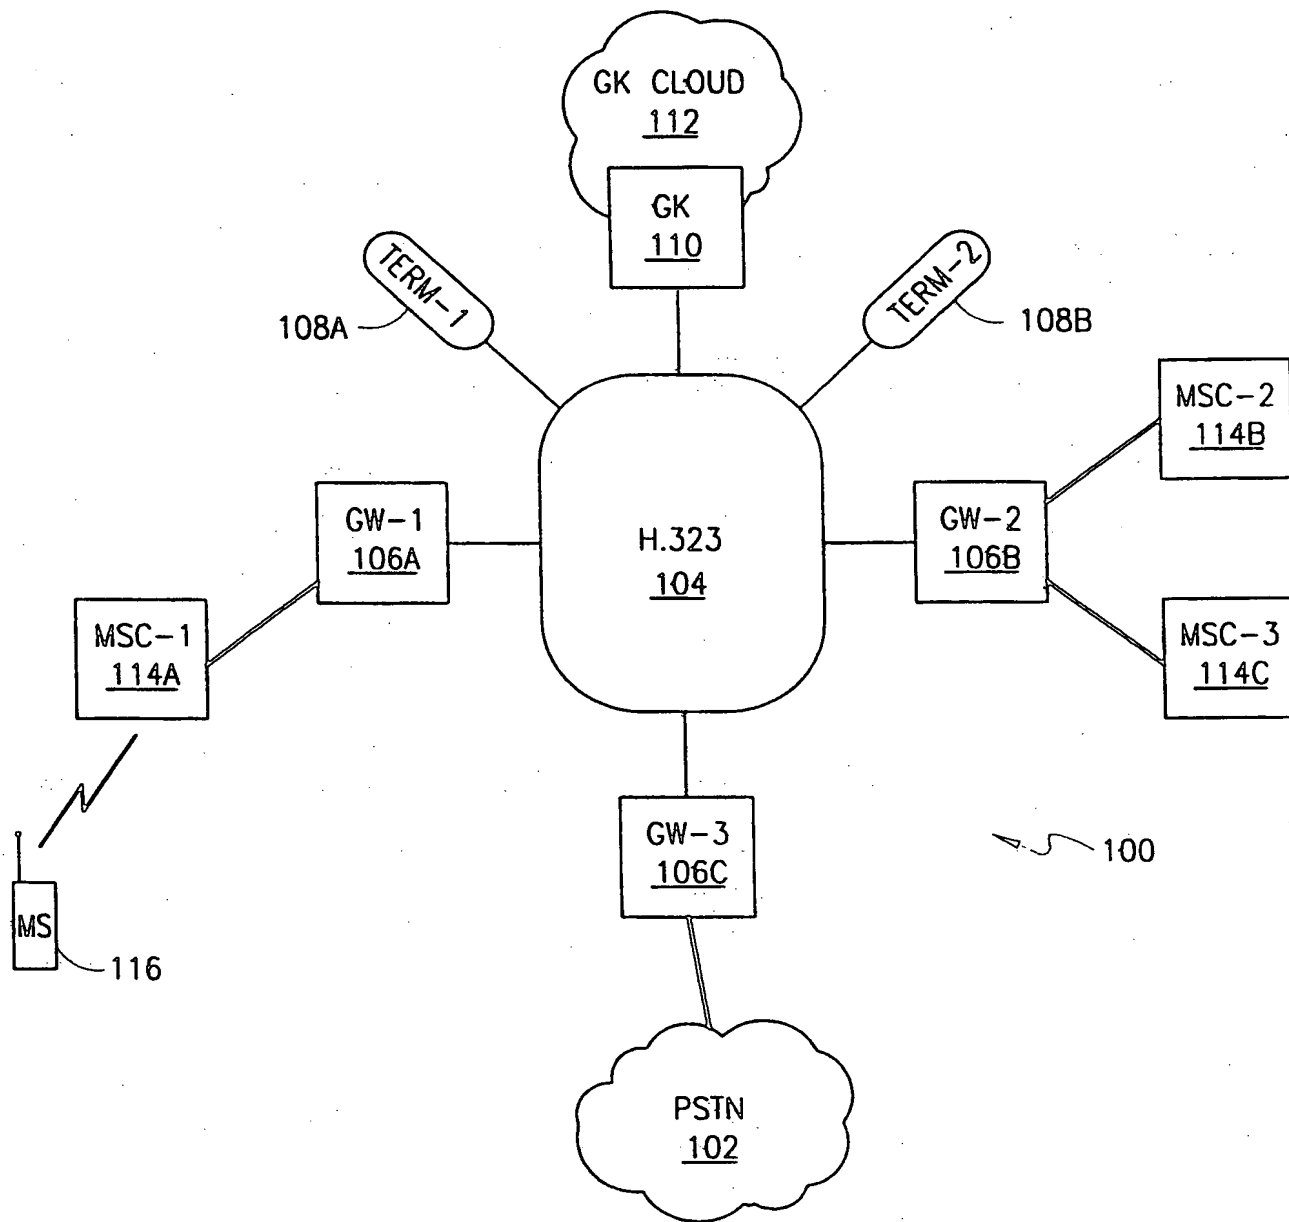 GK CLOUD
112
GK
110
TERM-1
TERM-2
108A
108B
MSC-2
114B
GW-1
106A
H.323
104
GW-2
106B
MSC-1
114A
MSC-3
114C
GW-3
106C
100
MS
116
PSTN
102